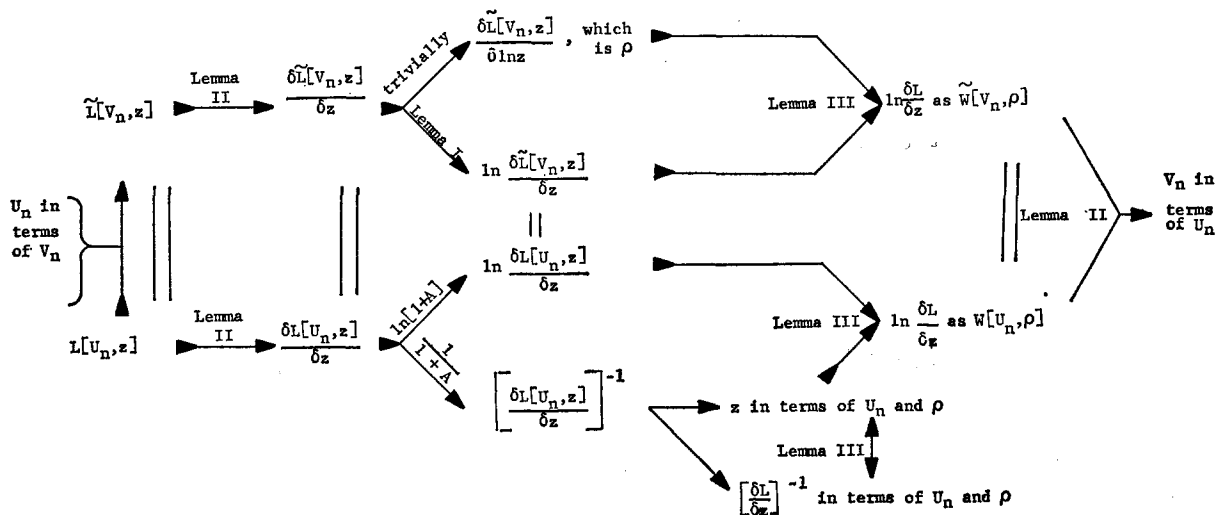 δL̃[Vn,z]/δlnz , which is ρ
trivially
Lemma II
L̃[Vn,z]
δL̃[Vn,z]/δz
Lemma I
Lemma III
ln δL/δz as W̃[Vn,ρ]
ln δL̃[Vn,z]/δz
Un in terms of Vn
||
Lemma II
Vn in terms of Un
ln δL[Un,z]/δz
ln[1+A]
Lemma II
L[Un,z]
δL[Un,z]/δz
Lemma III
ln δL/δz as W[Un,ρ]
1/1 + A
[δL[Un,z]/δz]^-1
z in terms of Un and ρ
Lemma III
[δL/δz]^-1 in terms of Un and ρ